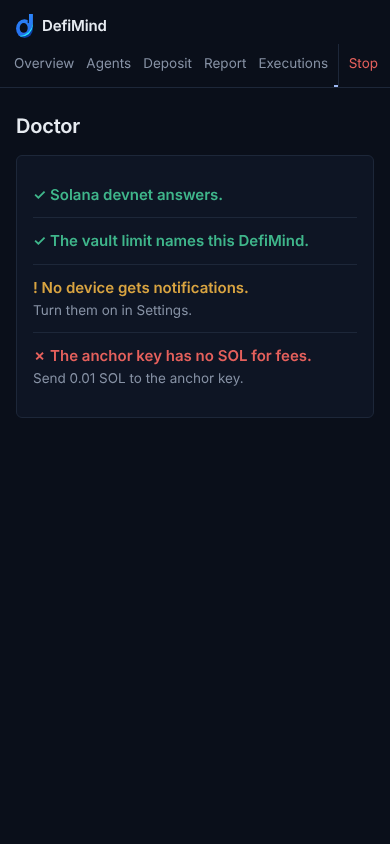 DefiMind
Overview Agents Deposit Report Executions Stop
Doctor
✓ Solana devnet answers.
✓ The vault limit names this DefiMind.
! No device gets notifications.
Turn them on in Settings.
× The anchor key has no SOL for fees.
Send 0.01 SOL to the anchor key.